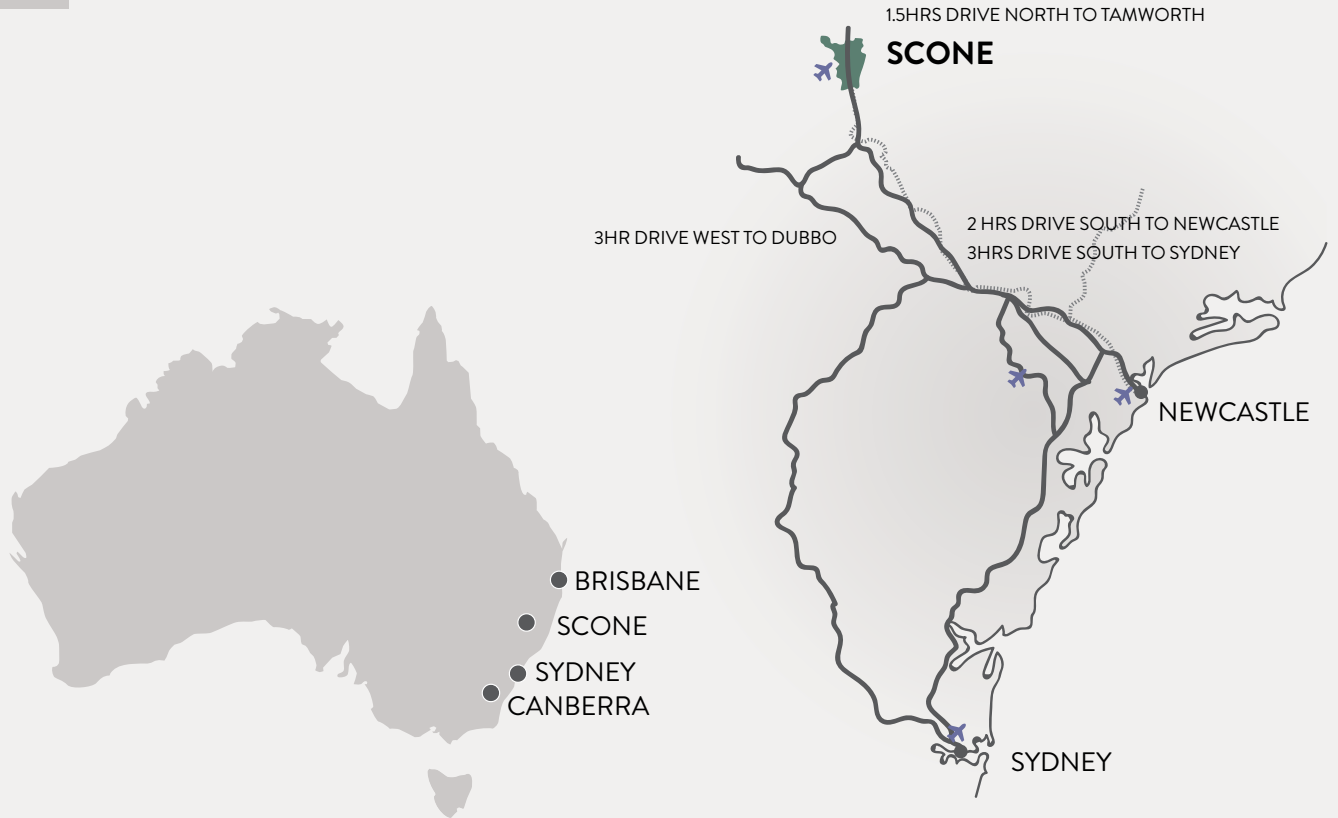 1.5HRS DRIVE NORTH TO TAMWORTH
SCONE
3HR DRIVE WEST TO DUBBO
2 HRS DRIVE SOUTH TO NEWCASTLE
3HRS DRIVE SOUTH TO SYDNEY
NEWCASTLE
SYDNEY
BRISBANE
SCONE
SYDNEY
CANBERRA